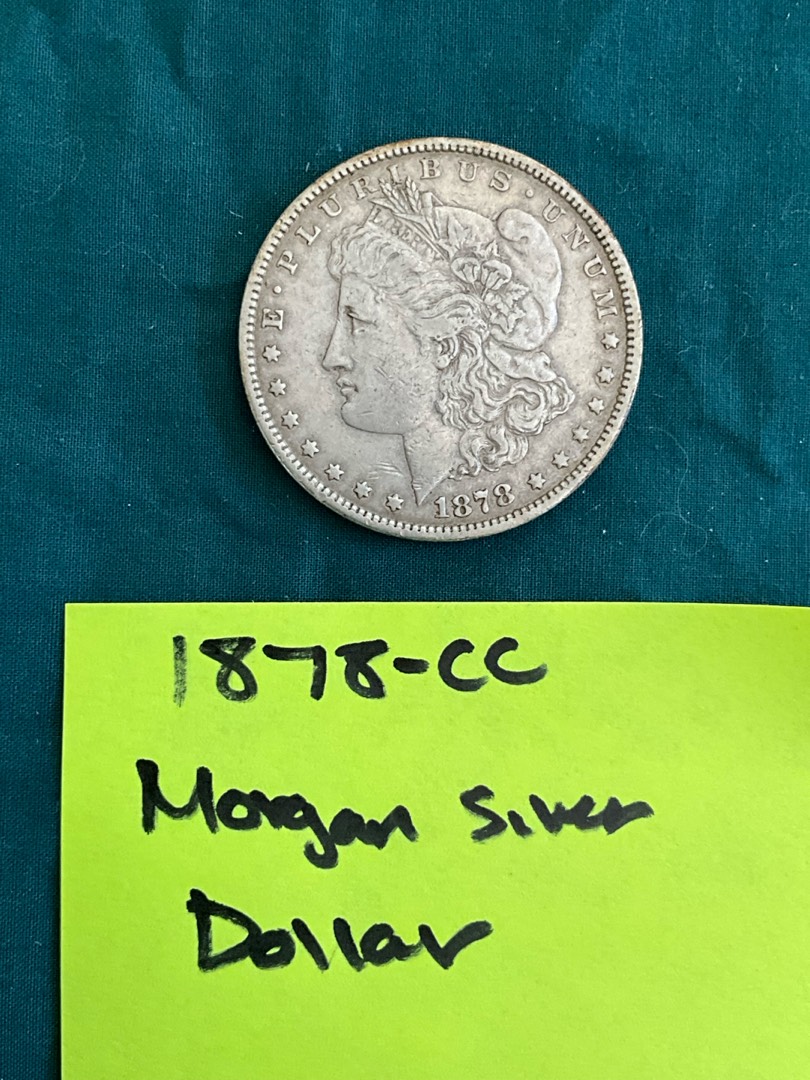 E·PLURIBUS·UNUM
LIBERTY
1878
1878-CC
Morgan Silver
Dollar